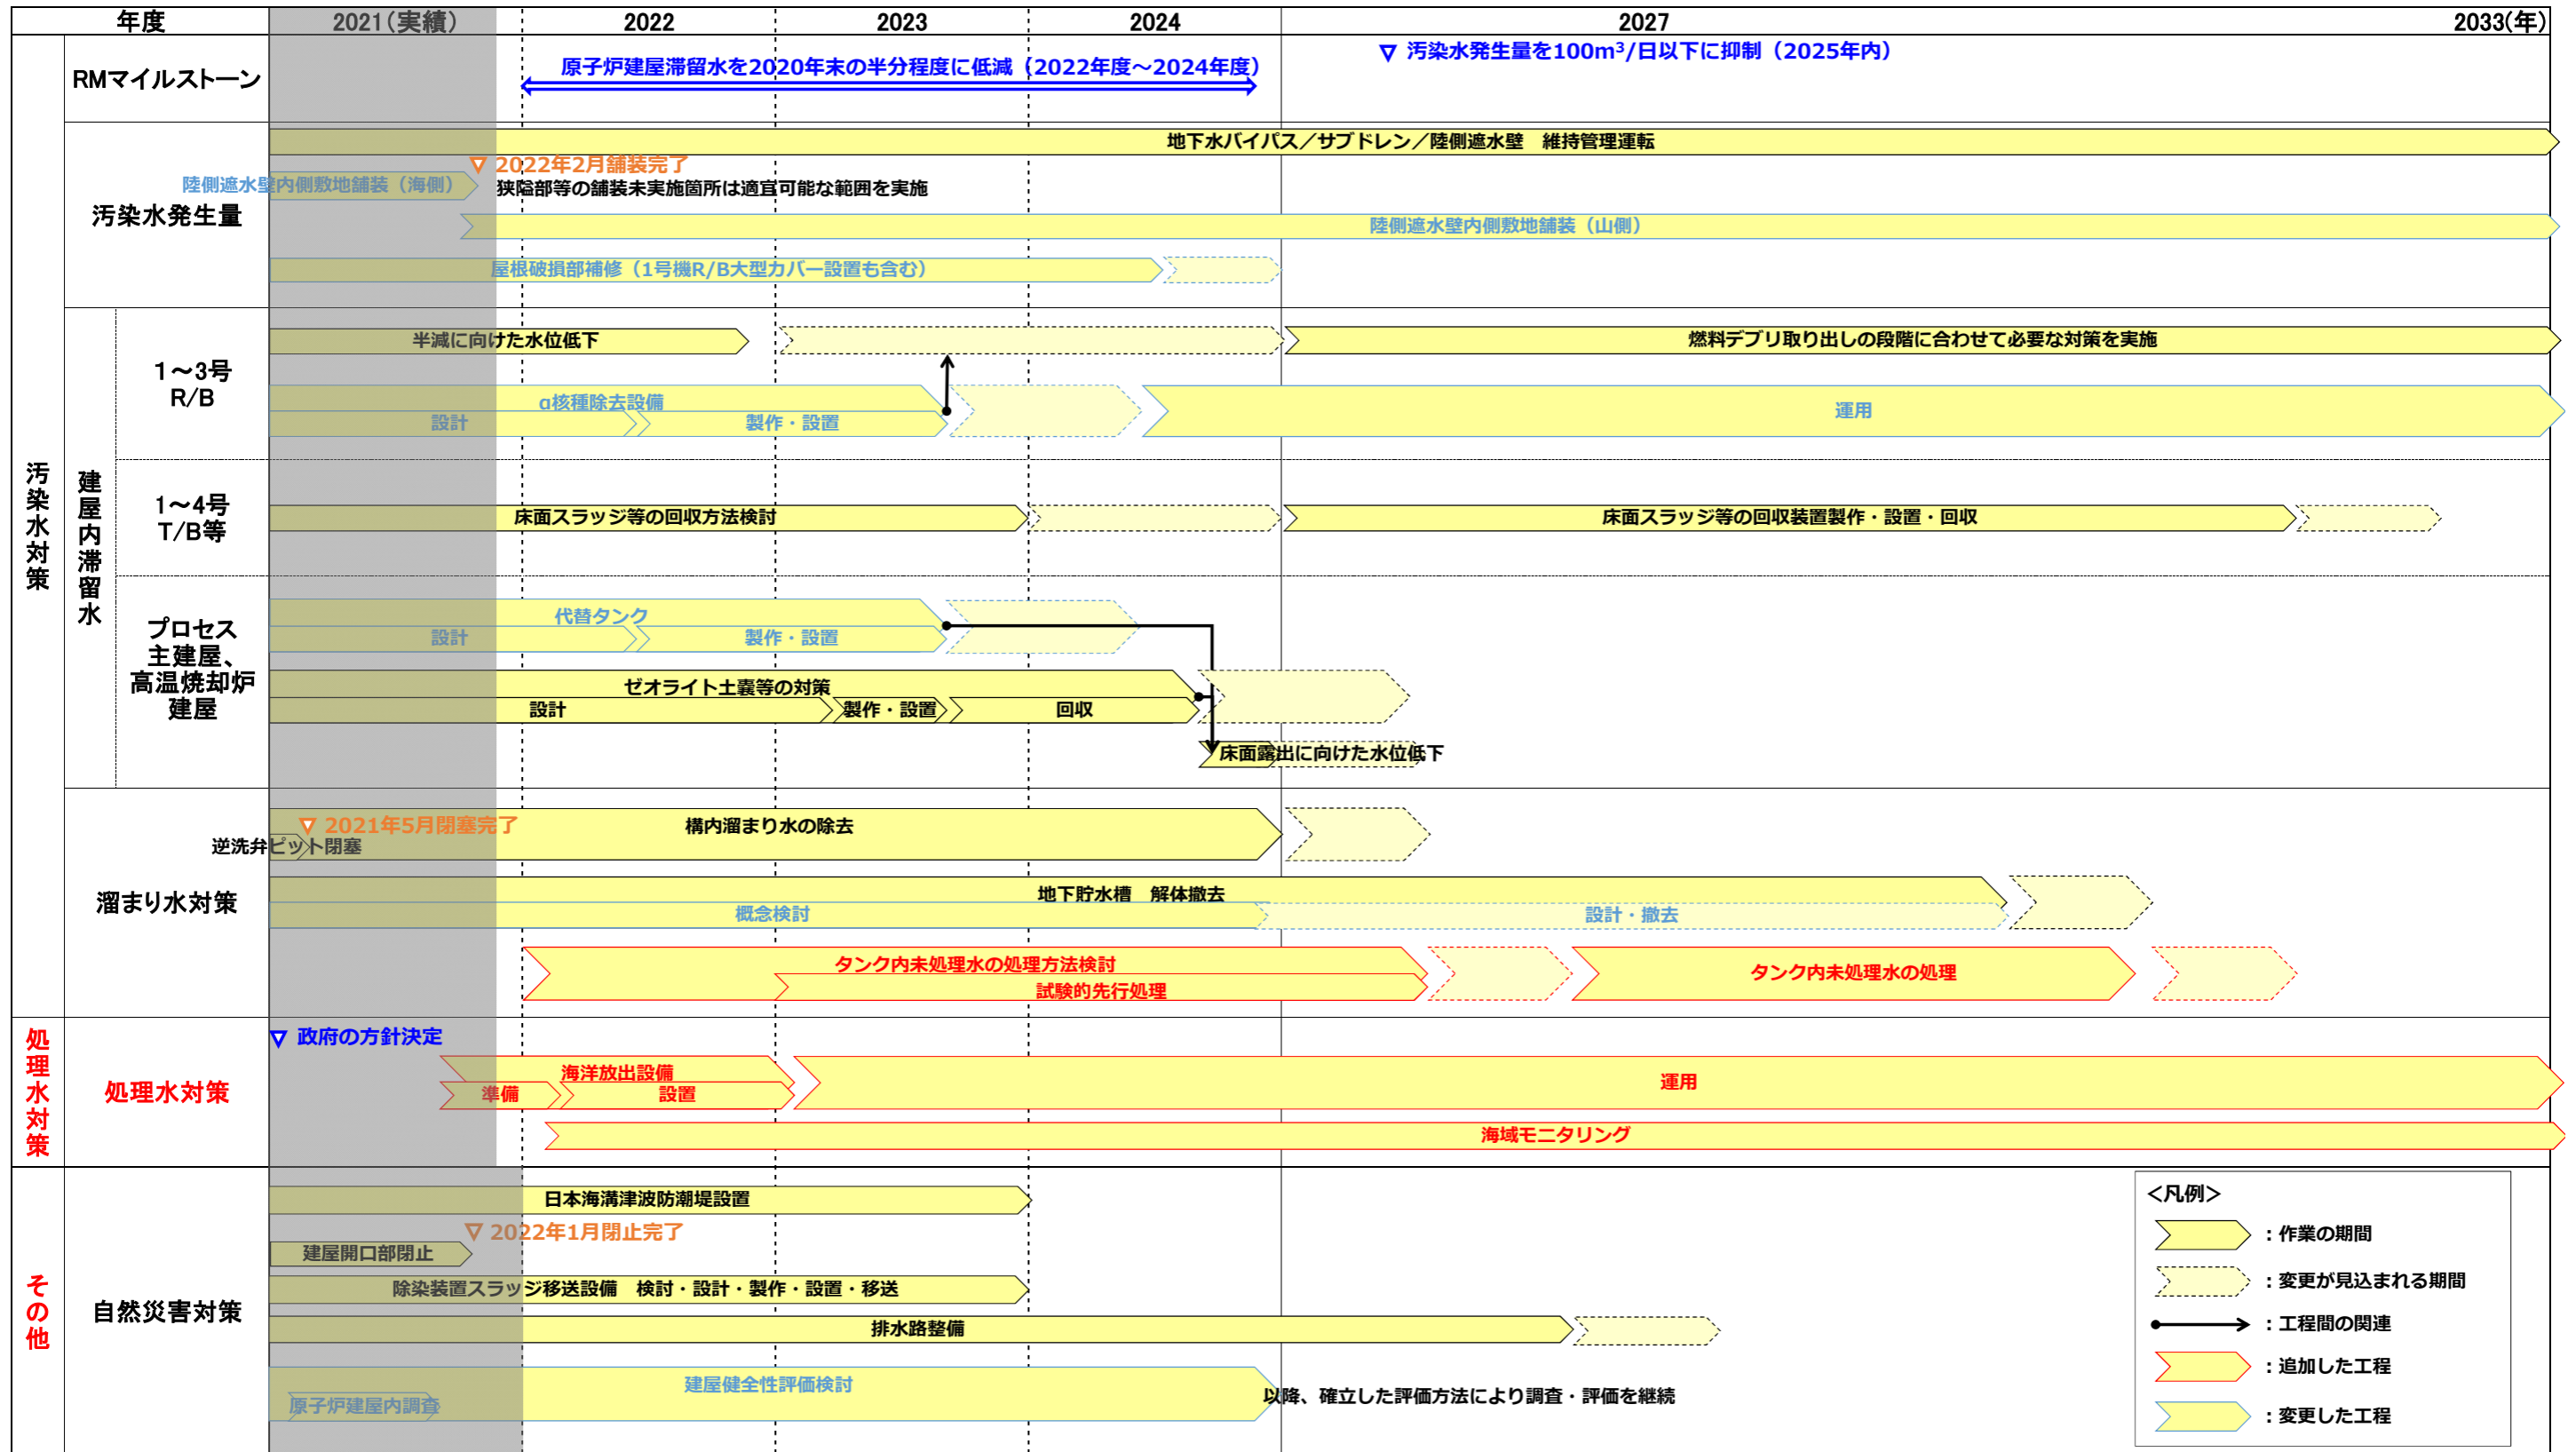 年度
2021(実績)
2022
2023
2024
2027
2033(年)
汚染水対策
RMマイルストーン
原子炉建屋滞留水を2020年末の半分程度に低減（2022年度～2024年度）
▽ 汚染水発生量を100m³/日以下に抑制（2025年内）
汚染水発生量
地下水バイパス／サブドレン／陸側遮水壁　維持管理運転
▽ 2022年2月舗装完了
陸側遮水壁内側敷地舗装（海側）
狭隘部等の舗装未実施箇所は適宜可能な範囲を実施
陸側遮水壁内側敷地舗装（山側）
屋根破損部補修（1号機R/B大型カバー設置も含む）
建屋内滞留水
1～3号
R/B
半減に向けた水位低下
燃料デブリ取り出しの段階に合わせて必要な対策を実施
α核種除去設備
設計
製作・設置
運用
1～4号
T/B等
床面スラッジ等の回収方法検討
床面スラッジ等の回収装置製作・設置・回収
プロセス
主建屋、
高温焼却炉
建屋
代替タンク
設計
製作・設置
ゼオライト土嚢等の対策
設計
製作・設置
回収
床面露出に向けた水位低下
溜まり水対策
▽ 2021年5月閉塞完了
構内溜まり水の除去
逆洗弁ピット閉塞
地下貯水槽　解体撤去
概念検討
設計・撤去
タンク内未処理水の処理方法検討
試験的先行処理
タンク内未処理水の処理
処理水対策
処理水対策
▽ 政府の方針決定
海洋放出設備
準備
設置
運用
海域モニタリング
その他
自然災害対策
日本海溝津波防潮堤設置
▽ 2022年1月閉止完了
建屋開口部閉止
除染装置スラッジ移送設備　検討・設計・製作・設置・移送
排水路整備
建屋健全性評価検討
原子炉建屋内調査
以降、確立した評価方法により調査・評価を継続
＜凡例＞
：作業の期間
：変更が見込まれる期間
：工程間の関連
：追加した工程
：変更した工程